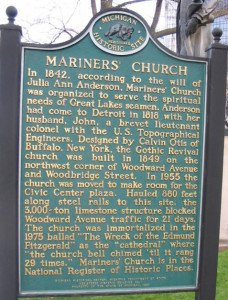 MICHIGAN
HISTORIC SITE
MARINERS' CHURCH
In 1842, according to the will of
Julia Ann Anderson, Mariners' Church
was organized to serve the spiritual
needs of Great Lakes seamen. Anderson
had come to Detroit in 1818 with her
husband, John, a brevet lieutenant
colonel with the U.S. Topographical
Engineers. Designed by Calvin Otis of
Buffalo, New York, the Gothic Revival
church was built in 1849 on the
northwest corner of Woodward Avenue
and Woodbridge Street. In 1955 the
church was moved to make room for the
Civic Center plaza. Hauled 880 feet
along steel rails to this site, the
3,000-ton limestone structure blocked
Woodward Avenue traffic for 21 days.
The church was immortalized in the
1975 ballad "The Wreck of the Edmund
Fitzgerald" as the "cathedral" where
"the church bell chimed 'til it rang
29 times." Mariners' Church is in the
National Register of Historic Places.